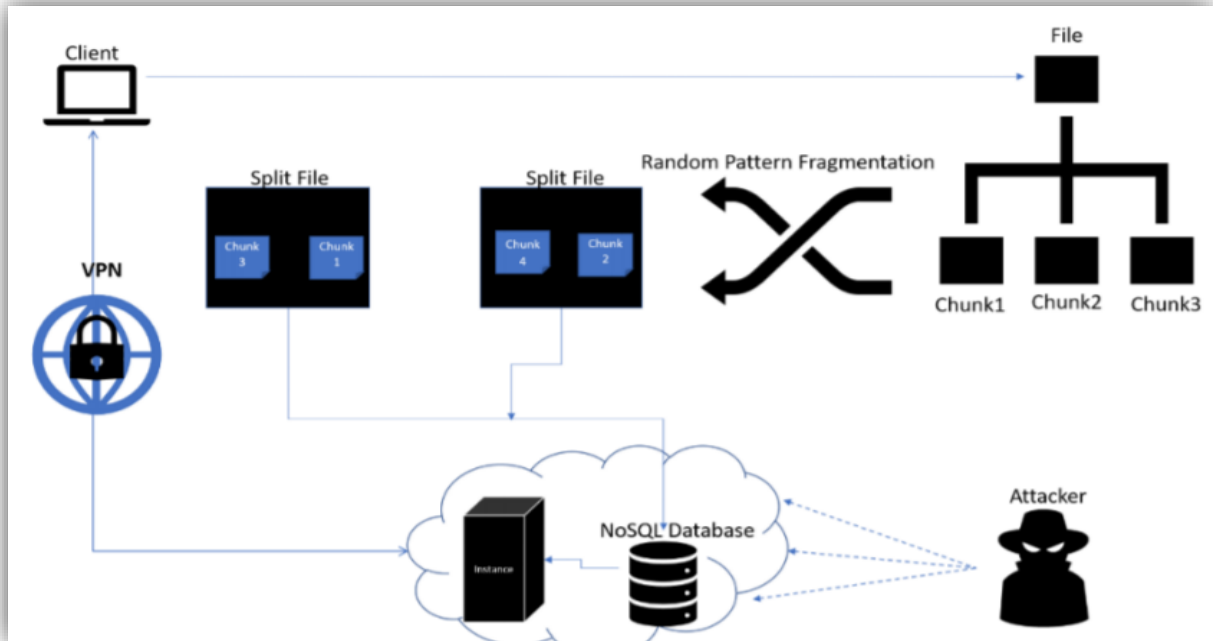 Client
File
Random Pattern Fragmentation
Split File
Split File
Chunk
3
Chunk
1
Chunk
4
Chunk
2
VPN
Chunk1
Chunk2
Chunk3
NoSQL Database
Instance
Attacker